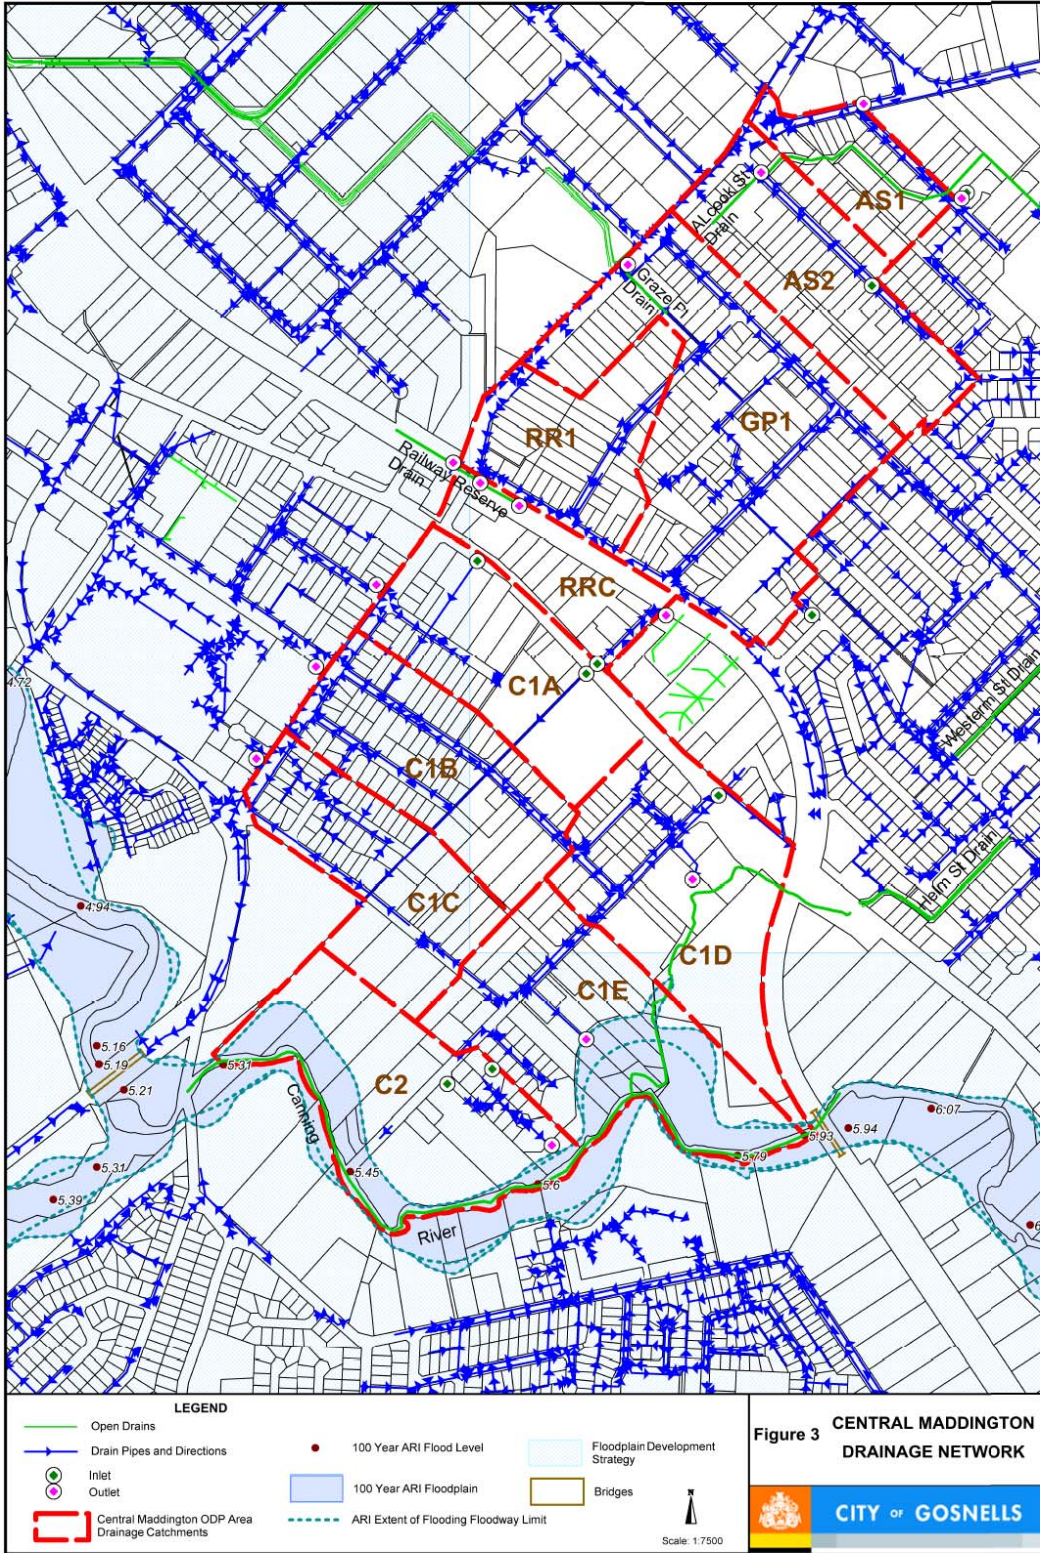 AS1
ALcook St
Drain
AS2
Graze P
Drain
GP1
RR1
Railway Reserve
Drain
RRC
4.72
C1A
Western St Drain
C1B
Helm St Drain
C1C
4.94
C1D
C1E
5.16
5.19
5.31
5.21
C2
Canning
6.07
5.94
5.93
5.79
5.31
5.45
5.6
5.39
River
LEGEND
Open Drains
Drain Pipes and Directions
Inlet
Outlet
Central Maddington ODP Area
Drainage Catchments
100 Year ARI Flood Level
100 Year ARI Floodplain
ARI Extent of Flooding Floodway Limit
Floodplain Development
Strategy
Bridges
N
Scale: 1:7500
Figure 3
CENTRAL MADDINGTON
DRAINAGE NETWORK
CITY OF GOSNELLS